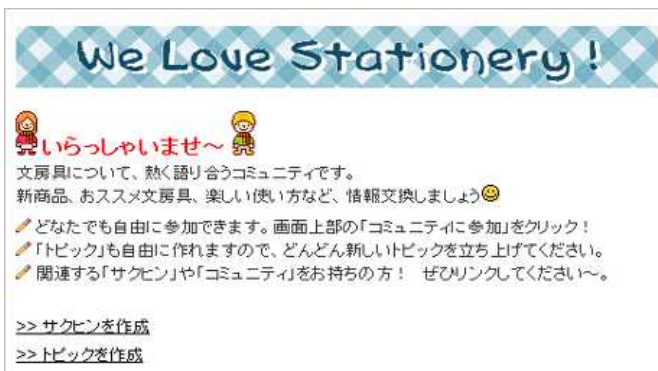 We Love Stationery !
いらっしゃいませ～
文房具について、熱く語り合うコミュニティです。
新商品、おススメ文房具、楽しい使い方など、情報交換しましょう
どなたでも自由に参加できます。画面上部の「コミュニティに参加」をクリック！
「トピック」も自由に作れますので、どんどん新しいトピックを立ち上げてください。
関連する「サクヒン」や「コミュニティ」をお持ちの方！　ぜひリンクしてください～。
>> サクヒンを作成
>> トピックを作成